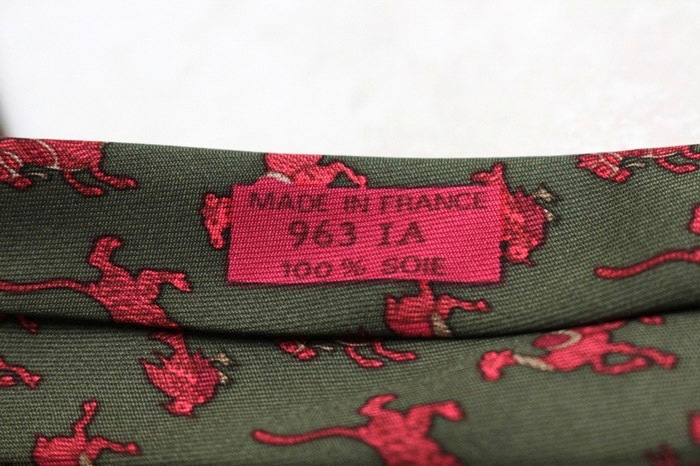 MADE IN FRANCE
963 IA
100 % SOIE